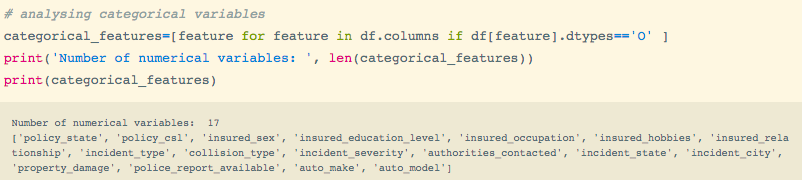 # analysing categorical variables
categorical_features=[feature for feature in df.columns if df[feature].dtypes=='O' ]
print('Number of numerical variables: ', len(categorical_features))
print(categorical_features)
Number of numerical variables:  17
['policy_state', 'policy_csl', 'insured_sex', 'insured_education_level', 'insured_occupation', 'insured_hobbies', 'insured_rela
tionship', 'incident_type', 'collision_type', 'incident_severity', 'authorities_contacted', 'incident_state', 'incident_city',
'property_damage', 'police_report_available', 'auto_make', 'auto_model']